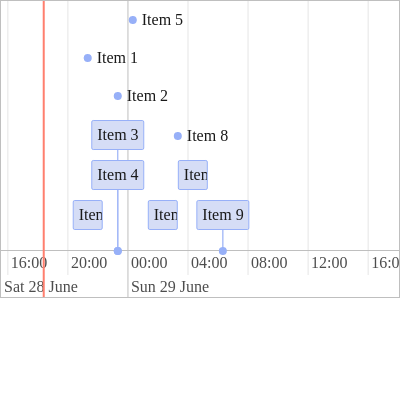 Item 5
Item 1
Item 2
Item 3
Item 8
Item 4
Iten
Iten
Iten
Item 9
16:00 20:00 00:00 04:00 08:00 12:00 16:0
Sat 28 June Sun 29 June